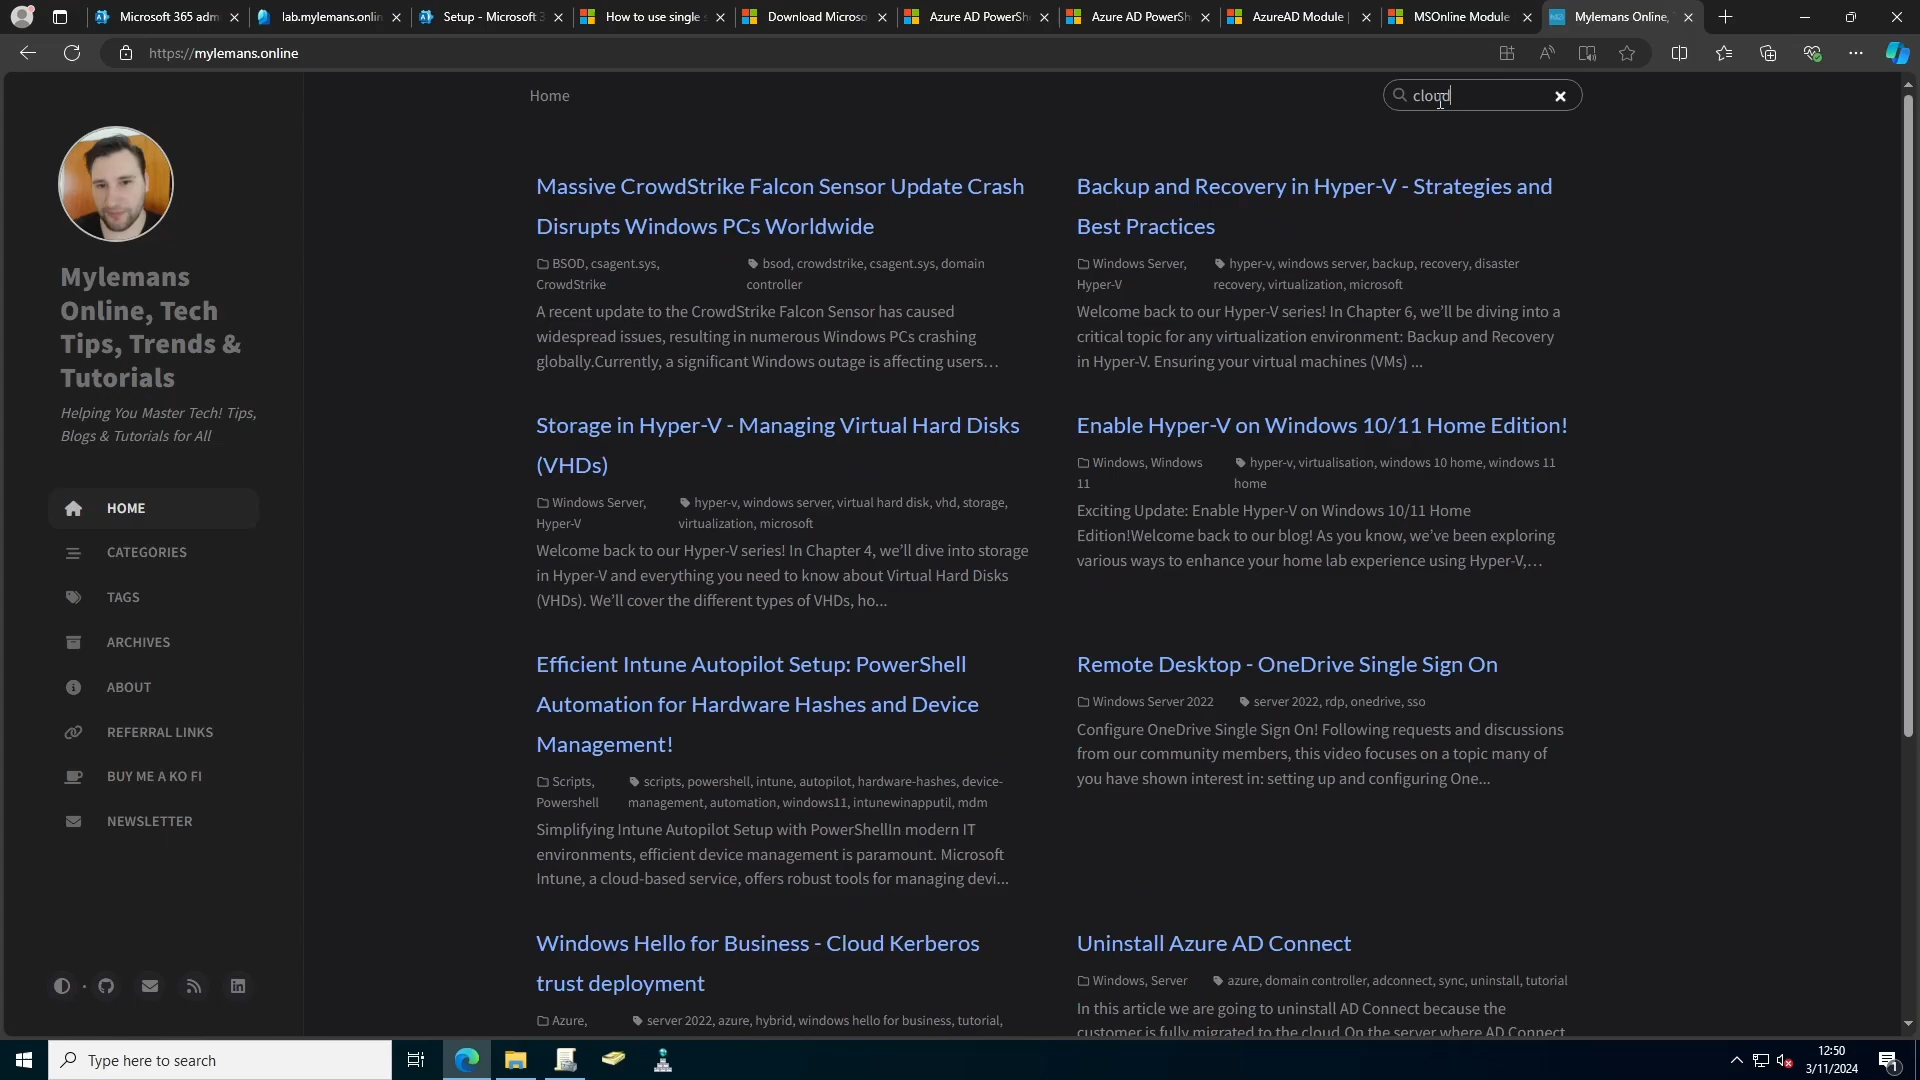 Microsoft 365 adm
lab.mylemans.onlin
Setup - Microsoft 3
How to use single s
Download Microso
Azure AD PowerSh
Azure AD PowerSh
AzureAD Module |
MSOnline Module
Mylemans Online,
https://mylemans.online
Home
cloud
Mylemans
Online, Tech
Tips, Trends &
Tutorials
Helping You Master Tech! Tips,
Blogs & Tutorials for All
HOME
CATEGORIES
TAGS
ARCHIVES
ABOUT
REFERRAL LINKS
BUY ME A KO FI
NEWSLETTER
Massive CrowdStrike Falcon Sensor Update Crash
Disrupts Windows PCs Worldwide
BSOD, csagent.sys,
CrowdStrike
bsod, crowdstrike, csagent.sys, domain
controller
A recent update to the CrowdStrike Falcon Sensor has caused
widespread issues, resulting in numerous Windows PCs crashing
globally.Currently, a significant Windows outage is affecting users…
Backup and Recovery in Hyper-V - Strategies and
Best Practices
Windows Server,
Hyper-V
hyper-v, windows server, backup, recovery, disaster
recovery, virtualization, microsoft
Welcome back to our Hyper-V series! In Chapter 6, we’ll be diving into a
critical topic for any virtualization environment: Backup and Recovery
in Hyper-V. Ensuring your virtual machines (VMs) ...
Storage in Hyper-V - Managing Virtual Hard Disks
(VHDs)
Windows Server,
Hyper-V
hyper-v, windows server, virtual hard disk, vhd, storage,
virtualization, microsoft
Welcome back to our Hyper-V series! In Chapter 4, we’ll dive into storage
in Hyper-V and everything you need to know about Virtual Hard Disks
(VHDs). We’ll cover the different types of VHDs, ho...
Enable Hyper-V on Windows 10/11 Home Edition!
Windows, Windows
11
hyper-v, virtualisation, windows 10 home, windows 11
home
Exciting Update: Enable Hyper-V on Windows 10/11 Home
Edition!Welcome back to our blog! As you know, we’ve been exploring
various ways to enhance your home lab experience using Hyper-V,…
Efficient Intune Autopilot Setup: PowerShell
Automation for Hardware Hashes and Device
Management!
Scripts,
Powershell
scripts, powershell, intune, autopilot, hardware-hashes, device-
management, automation, windows11, intunewinapputil, mdm
Simplifying Intune Autopilot Setup with PowerShellIn modern IT
environments, efficient device management is paramount. Microsoft
Intune, a cloud-based service, offers robust tools for managing devi...
Remote Desktop - OneDrive Single Sign On
Windows Server 2022
server 2022, rdp, onedrive, sso
Configure OneDrive Single Sign On! Following requests and discussions
from our community members, this video focuses on a topic many of
you have shown interest in: setting up and configuring One...
Windows Hello for Business - Cloud Kerberos
trust deployment
Azure,
server 2022, azure, hybrid, windows hello for business, tutorial,
Uninstall Azure AD Connect
Windows, Server
azure, domain controller, adconnect, sync, uninstall, tutorial
In this article we are going to uninstall AD Connect because the
customer is fully migrated to the cloud.On the server where AD Connect
Type here to search
12:50
3/11/2024
1